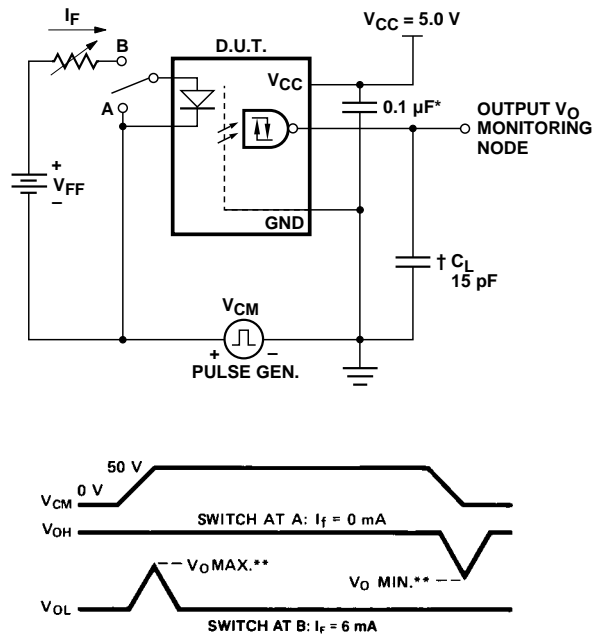 I_F
B
A
D.U.T.
V_CC = 5.0 V
V_CC
0.1 µF*
OUTPUT V_O
MONITORING
NODE
+
V_FF
–
GND
† C_L
15 pF
V_CM
+ –
PULSE GEN.
50 V
0 V
V_CM
SWITCH AT A: I_f = 0 mA
V_OH
V_O MAX.**
V_O MIN.**
V_OL
SWITCH AT B: I_F = 6 mA